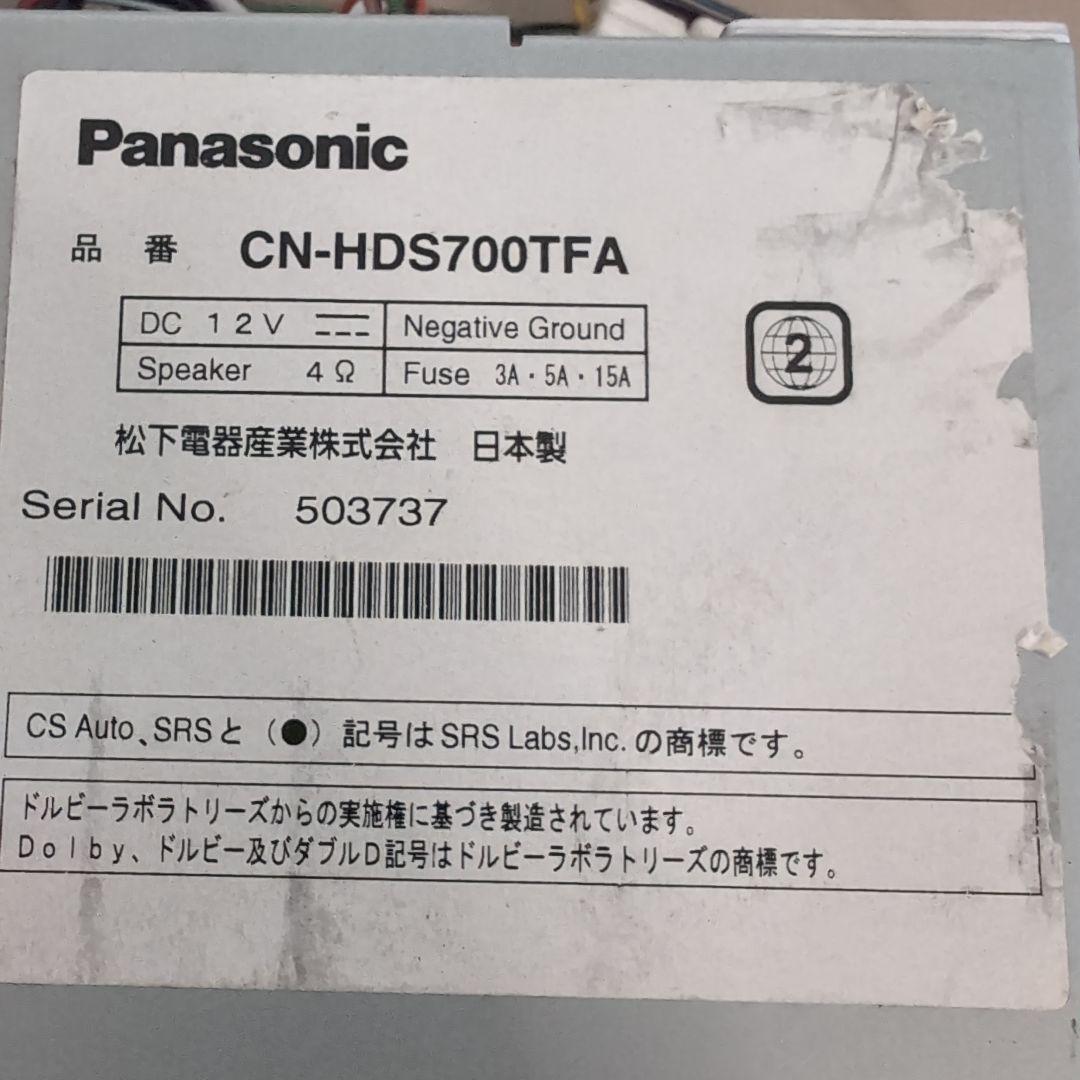 Panasonic
品 番 CN-HDS700TFA
DC 12V Negative Ground
Speaker 4Ω Fuse 3A・5A・15A
2
松下電器産業株式会社 日本製
Serial No. 503737
CS Auto、SRSと（●）記号はSRS Labs,Inc.の商標です。
ドルビーラボラトリーズからの実施権に基づき製造されています。
Dolby、ドルビー及びダブルD記号はドルビーラボラトリーズの商標です。